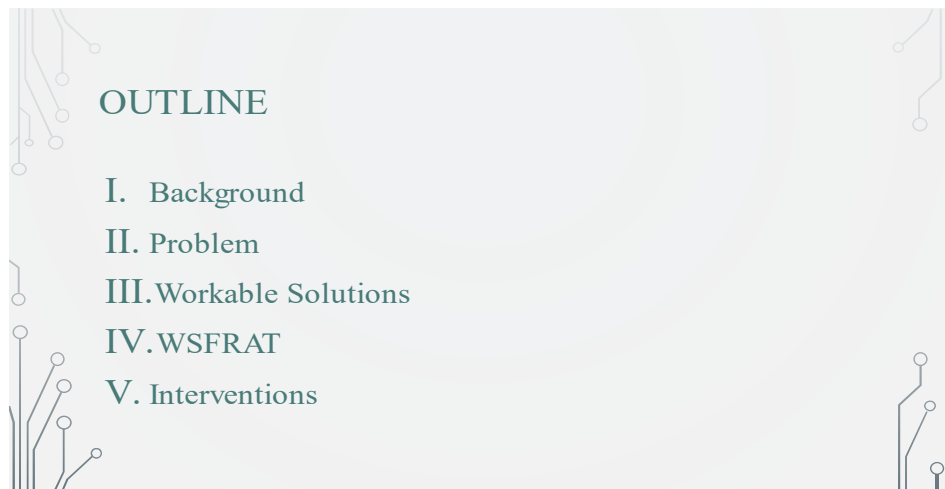 OUTLINE
I. Background
II. Problem
III. Workable Solutions
IV. WSFRAT
V. Interventions